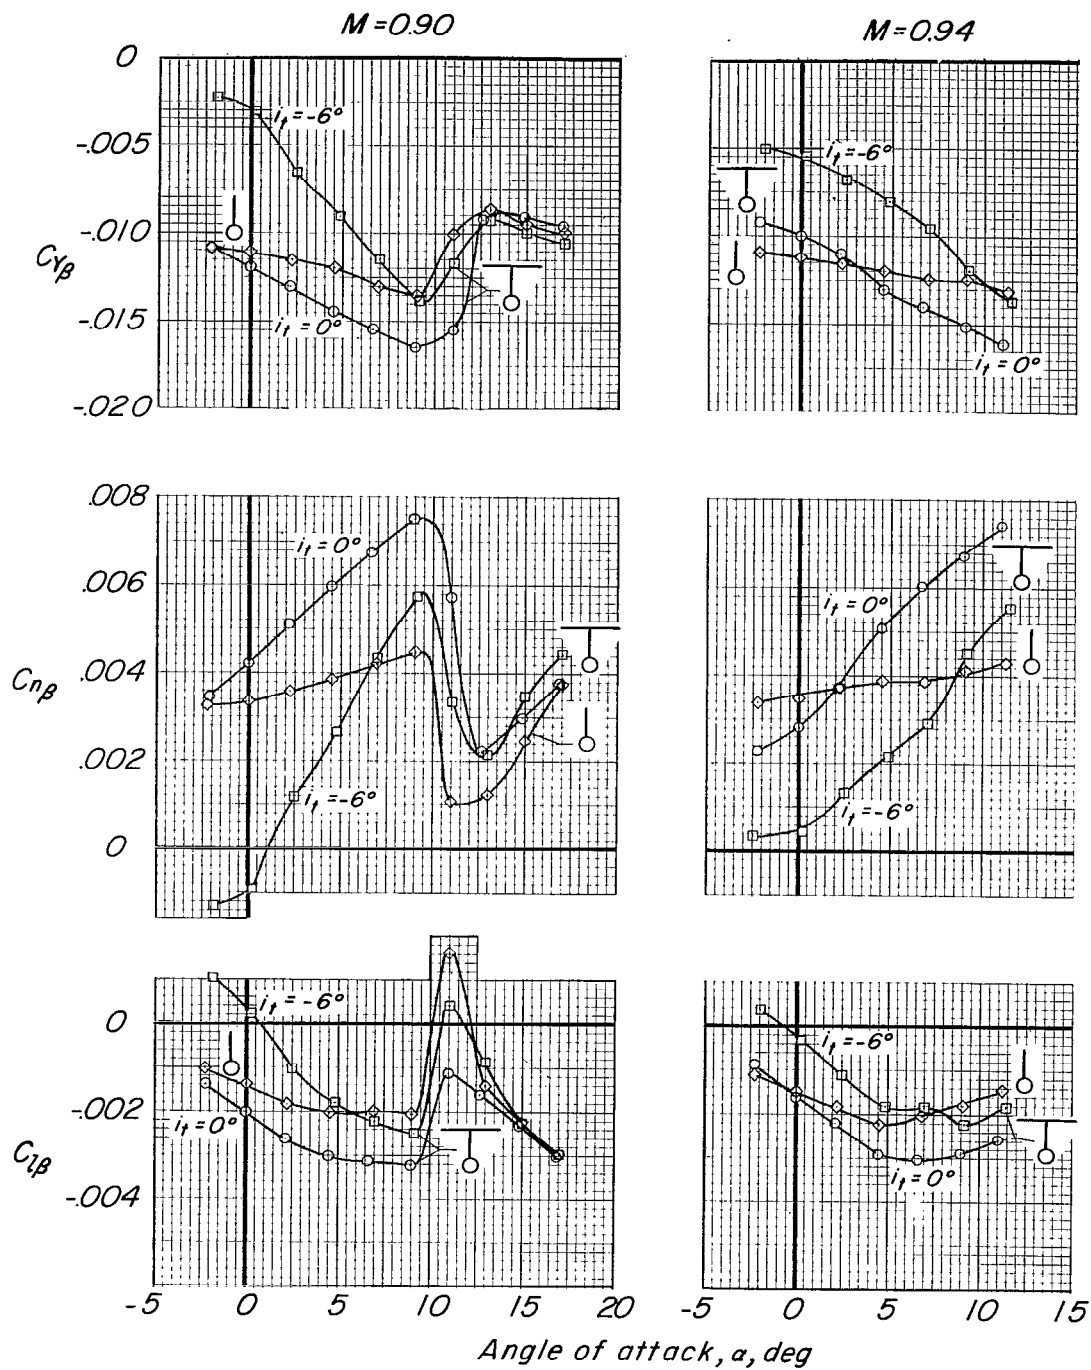 M = 0.90
M = 0.94
0
-.005
-.010
-.015
-.020
CYβ
it = -6°
it = 0°
it = -6°
it = 0°
.008
.006
.004
.002
0
Cnβ
it = 0°
it = -6°
it = 0°
it = -6°
0
-.002
-.004
Clβ
it = -6°
it = 0°
it = -6°
it = 0°
-5 0 5 10 15 20
-5 0 5 10 15
Angle of attack, α, deg